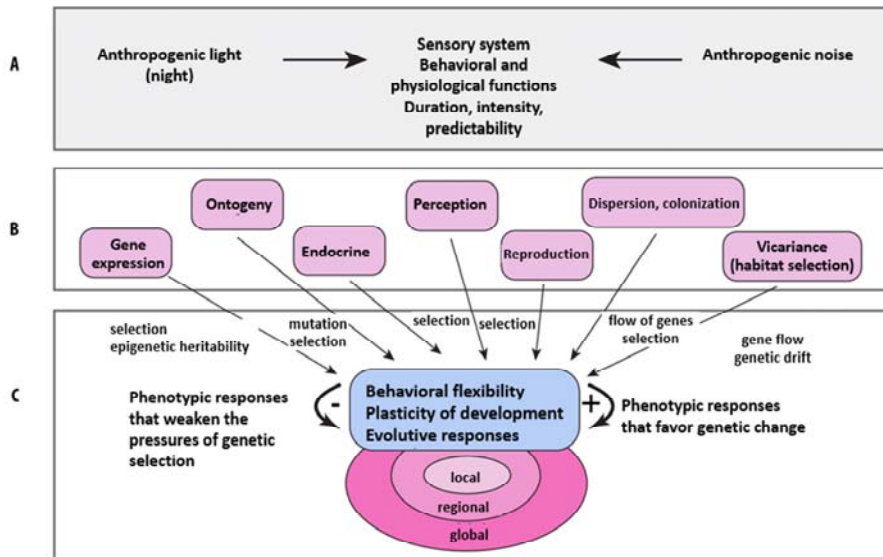 A
Anthropogenic light
(night)
Sensory system
Behavioral and
physiological functions
Duration, intensity,
predictability
Anthropogenic noise
B
Gene
expression
Ontogeny
Endocrine
Perception
Reproduction
Dispersion, colonization
Vicariance
(habitat selection)
C
selection
epigenetic heritability
mutation
selection
selection
selection
flow of genes
selection
gene flow
genetic drift
Phenotypic responses
that weaken the
pressures of genetic
selection
-
Behavioral flexibility
Plasticity of development
Evolutive responses
+
Phenotypic responses
that favor genetic change
local
regional
global